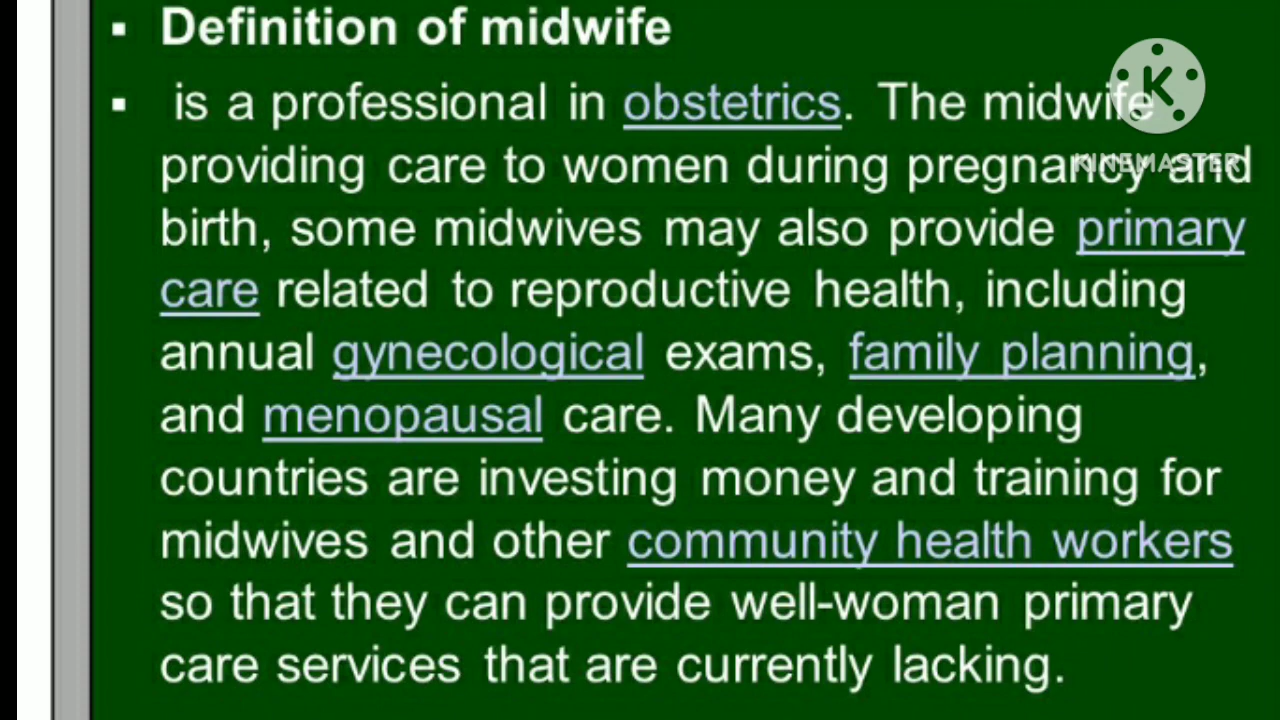 ▪ Definition of midwife
▪ is a professional in obstetrics. The midwife
providing care to women during pregnancy and
birth, some midwives may also provide primary
care related to reproductive health, including
annual gynecological exams, family planning,
and menopausal care. Many developing
countries are investing money and training for
midwives and other community health workers
so that they can provide well-woman primary
care services that are currently lacking.
K
KINEMASTER